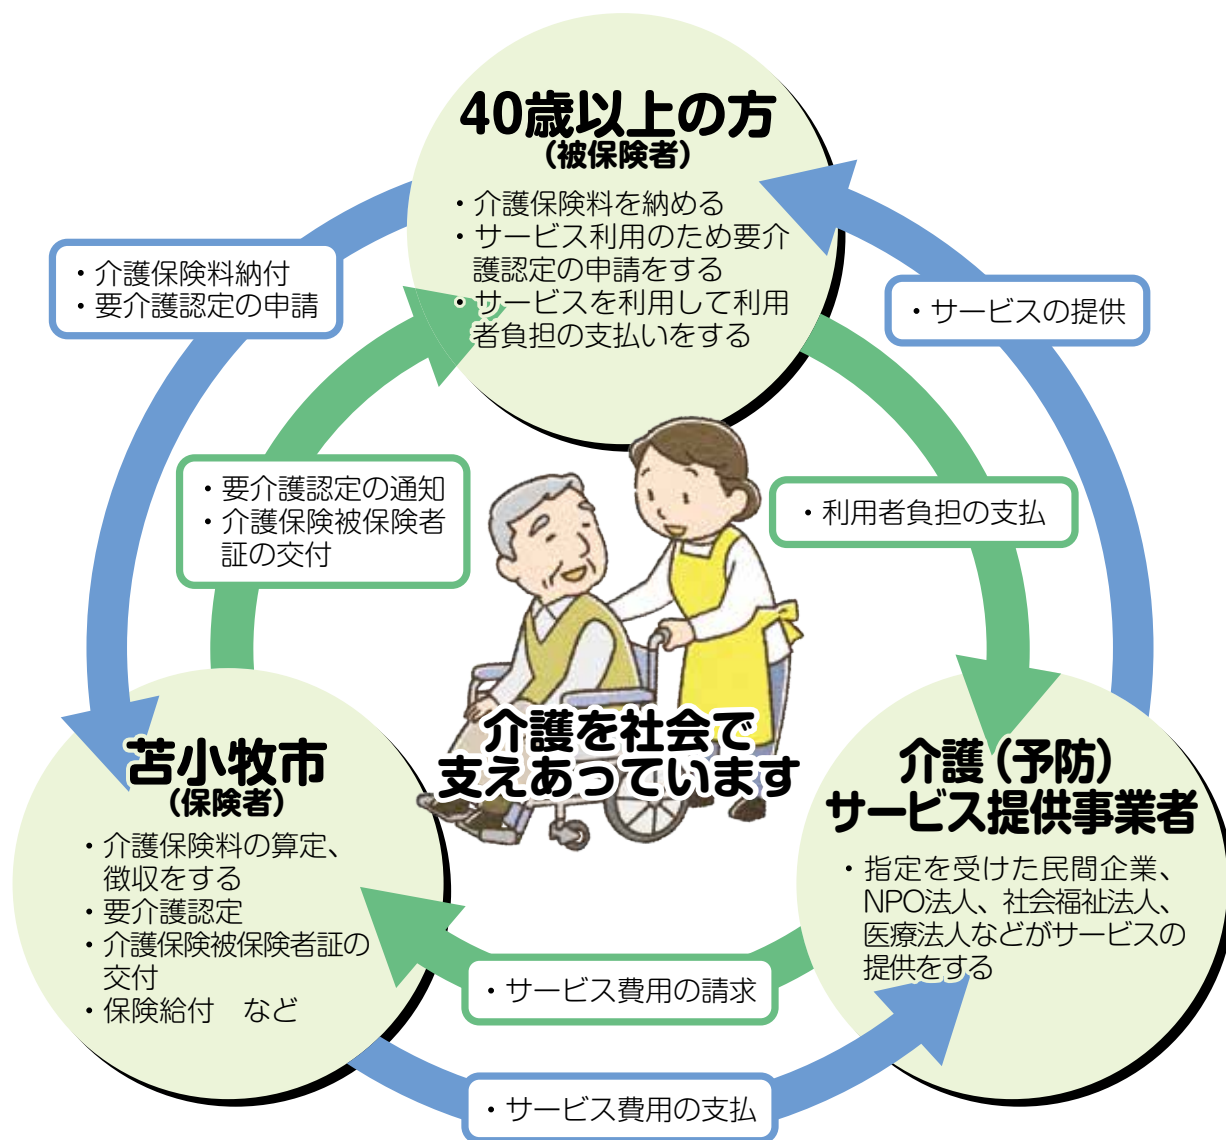 40歳以上の方
（被保険者）
・介護保険料を納める
・サービス利用のため要介
護認定の申請をする
・サービスを利用して利用
者負担の支払いをする
・介護保険料納付
・要介護認定の申請
・サービスの提供
・要介護認定の通知
・介護保険被保険者
証の交付
・利用者負担の支払
介護を社会で
支えあっています
苫小牧市
（保険者）
・介護保険料の算定、
徴収をする
・要介護認定
・介護保険被保険者証の
交付
・保険給付　など
介護（予防）
サービス提供事業者
・指定を受けた民間企業、
NPO法人、社会福祉法人、
医療法人などがサービスの
提供をする
・サービス費用の請求
・サービス費用の支払